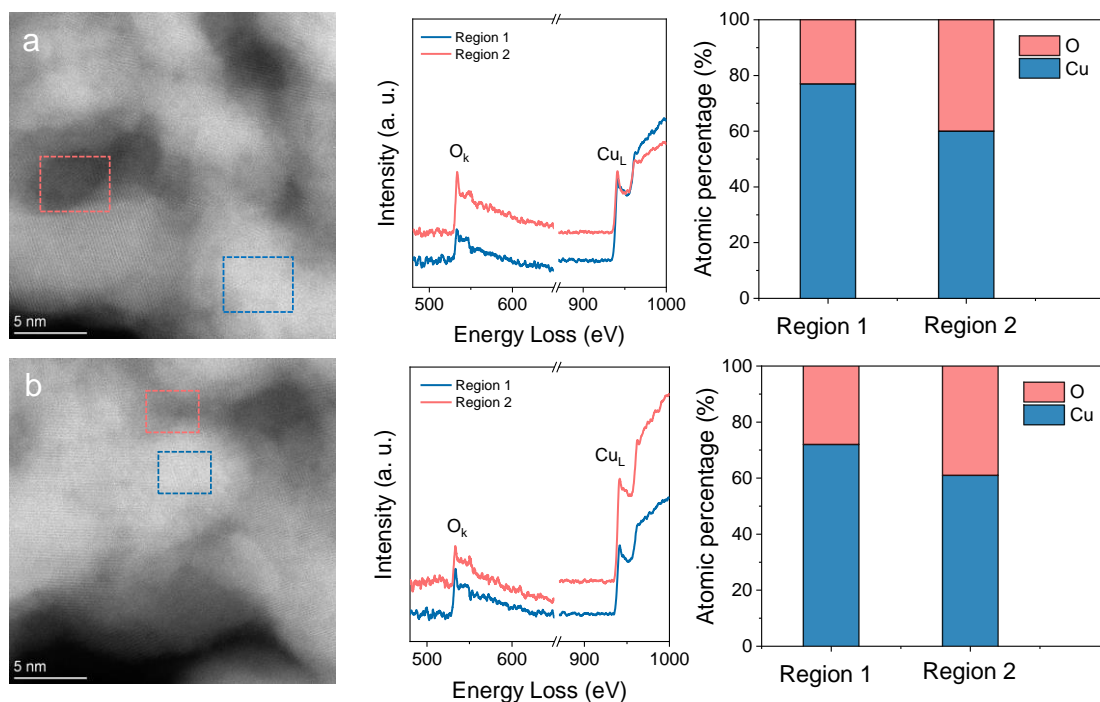 a
5 nm
Region 1
Region 2
O_k
Cu_L
Intensity (a. u.)
500
600
900
1000
Energy Loss (eV)
O
Cu
Atomic percentage (%)
100
80
60
40
20
0
Region 1
Region 2
b
5 nm
Region 1
Region 2
O_k
Cu_L
Intensity (a. u.)
500
600
900
1000
Energy Loss (eV)
O
Cu
Atomic percentage (%)
100
80
60
40
20
0
Region 1
Region 2